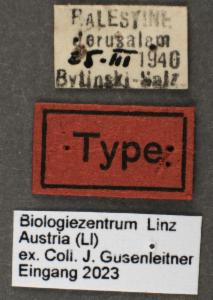 PALESTINE
Jerusalem
25-III 1940
Bytinski-Salz
Type:
Biologiezentrum Linz
Austria (LI)
ex. Coll. J. Gusenleitner
Eingang 2023